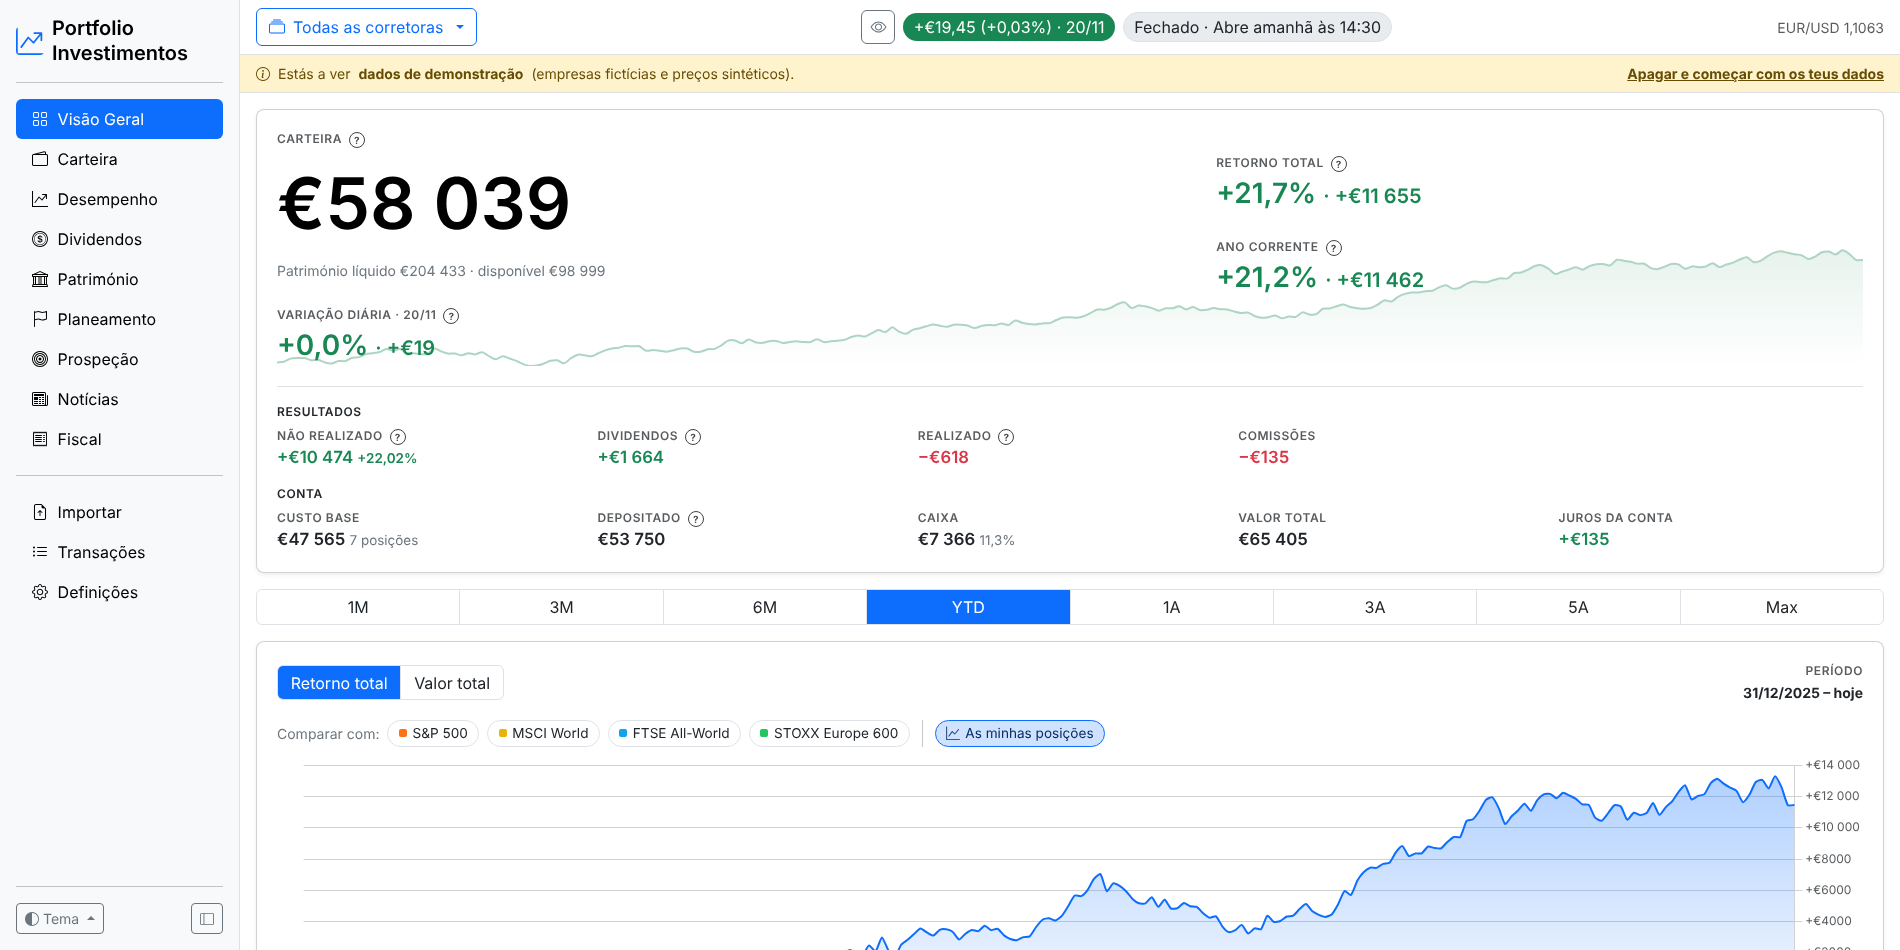 Portfolio
Investimentos
Visão Geral
Carteira
Desempenho
Dividendos
Património
Planeamento
Prospeção
Notícias
Fiscal
Importar
Transações
Definições
Tema
Todas as corretoras
+€19,45 (+0,03%) · 20/11
Fechado · Abre amanhã às 14:30
EUR/USD 1,1063
Estás a ver dados de demonstração (empresas fictícias e preços sintéticos).
Apagar e começar com os teus dados
CARTEIRA
€58 039
Património líquido €204 433 · disponível €98 999
VARIAÇÃO DIÁRIA · 20/11
+0,0% · +€19
RETORNO TOTAL
+21,7% · +€11 655
ANO CORRENTE
+21,2% · +€11 462
RESULTADOS
NÃO REALIZADO
+€10 474 +22,02%
DIVIDENDOS
+€1 664
REALIZADO
−€618
COMISSÕES
−€135
CONTA
CUSTO BASE
€47 565 7 posições
DEPOSITADO
€53 750
CAIXA
€7 366 11,3%
VALOR TOTAL
€65 405
JUROS DA CONTA
+€135
1M 3M 6M YTD 1A 3A 5A Max
Retorno total Valor total
PERÍODO
31/12/2025 – hoje
Comparar com: S&P 500 MSCI World FTSE All-World STOXX Europe 600 As minhas posições
+€14 000
+€12 000
+€10 000
+€8000
+€6000
+€4000